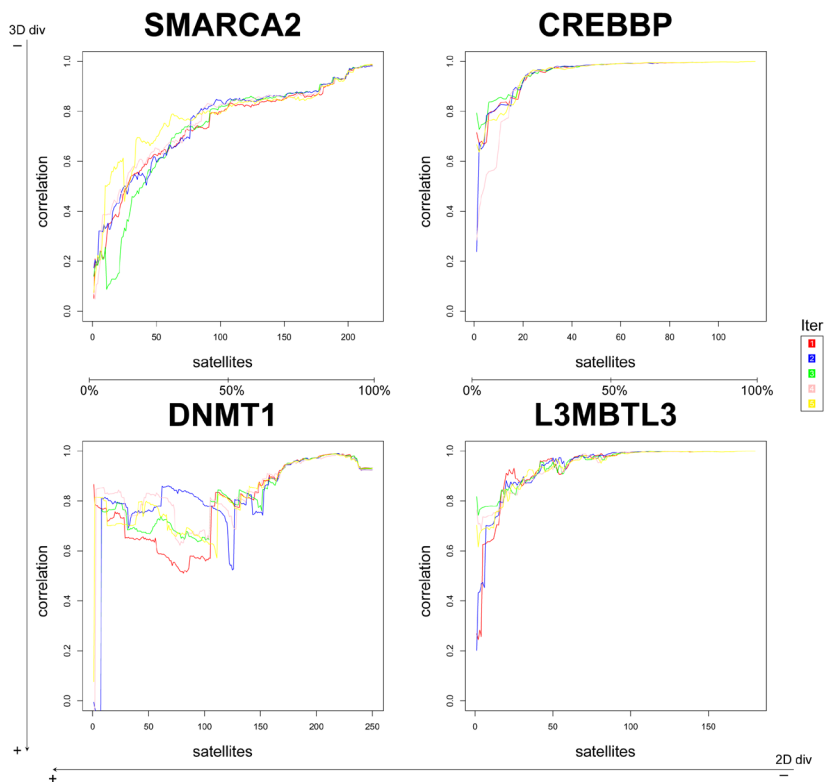 3D div
−
SMARCA2
CREBBP
correlation
0.0 0.2 0.4 0.6 0.8 1.0
0 50 100 150 200
satellites
correlation
0.0 0.2 0.4 0.6 0.8 1.0
0 20 40 60 80 100
satellites
Iter
1
2
3
4
5
0% 50% 100%
0% 50% 100%
DNMT1
L3MBTL3
correlation
0.0 0.2 0.4 0.6 0.8 1.0
0 50 100 150 200 250
satellites
correlation
0.0 0.2 0.4 0.6 0.8 1.0
0 50 100 150
satellites
+
2D div
+ −